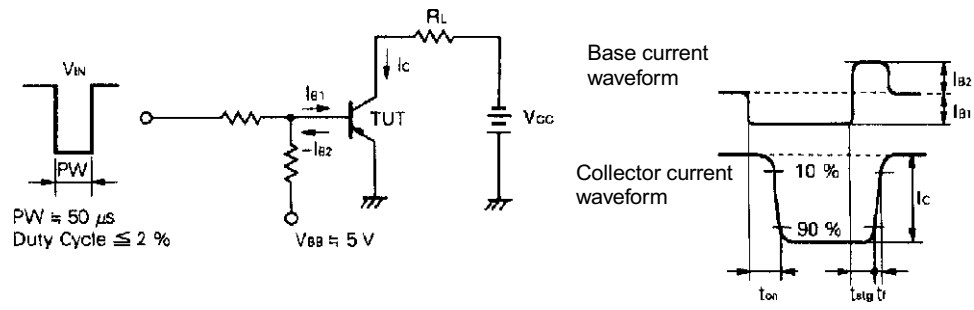 VIN
PW
PW ≒ 50 μs
Duty Cycle ≦ 2 %
IB1
−IB2
TUT
VBB ≒ 5 V
IC
RL
VCC
Base current
waveform
IB2
IB1
Collector current
waveform
10 %
90 %
IC
ton
tstg
tf